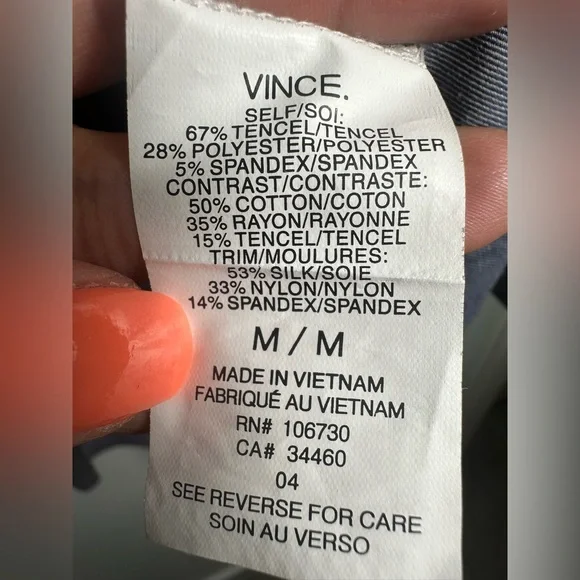 VINCE.
SELF/SOI:
67% TENCEL/TENCEL
28% POLYESTER/POLYESTER
5% SPANDEX/SPANDEX
CONTRAST/CONTRASTE:
50% COTTON/COTON
35% RAYON/RAYONNE
15% TENCEL/TENCEL
TRIM/MOULURES:
53% SILK/SOIE
33% NYLON/NYLON
14% SPANDEX/SPANDEX
M / M
MADE IN VIETNAM
FABRIQUÉ AU VIETNAM
RN# 106730
CA# 34460
04
SEE REVERSE FOR CARE
SOIN AU VERSO